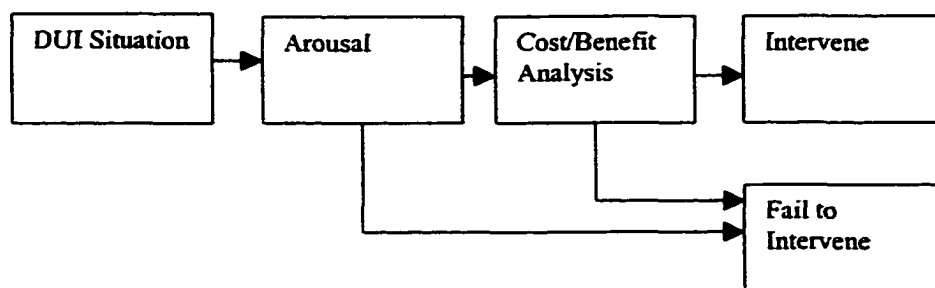 DUI Situation
Arousal
Cost/Benefit
Analysis
Intervene
Fail to
Intervene